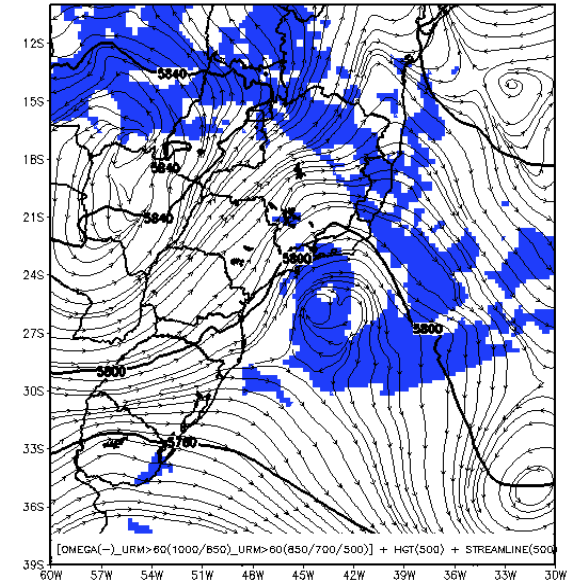 12S
5840
15S
18S
5840
21S
5840
24S
5800
27S
5800
5800
30S
33S
5760
36S
[OMEGA(-)_URM>60(1000/850)_URM>60(850/700/500)] + HGT(500) + STREAMLINE(500)
39S
60W 57W 54W 51W 48W 45W 42W 39W 36W 33W 30W